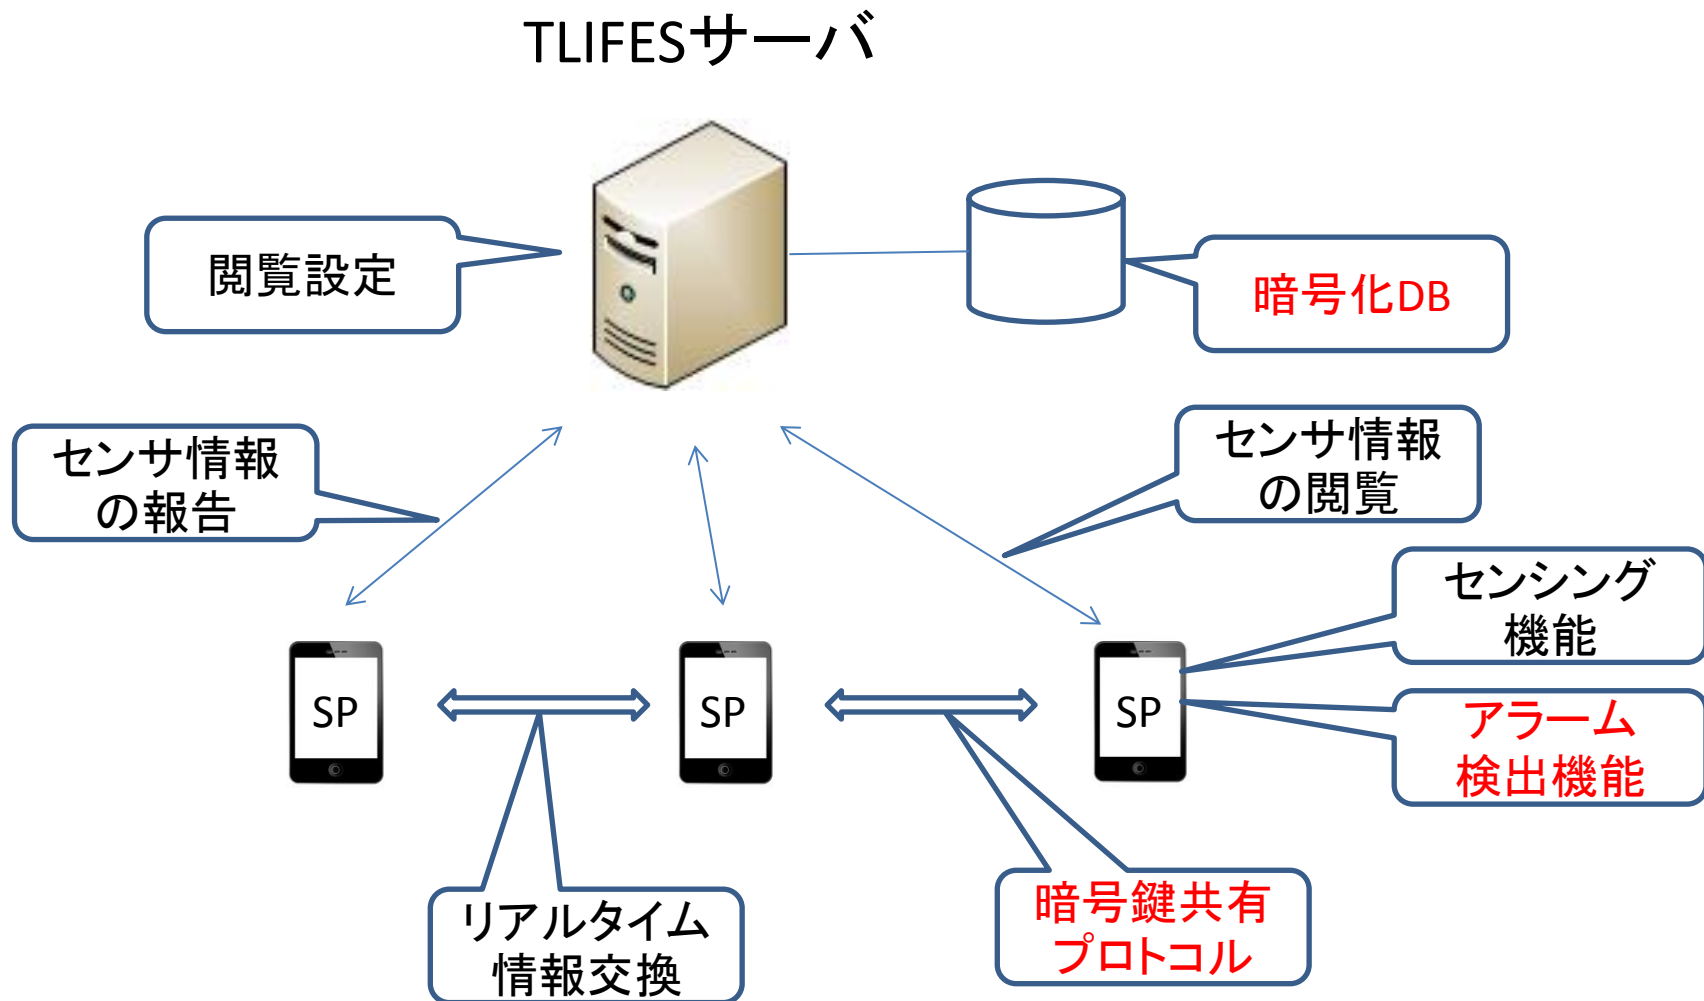 TLIFESサーバ
閲覧設定
暗号化DB
センサ情報
の報告
センサ情報
の閲覧
センシング
機能
SP
SP
SP
アラーム
検出機能
リアルタイム
情報交換
暗号鍵共有
プロトコル